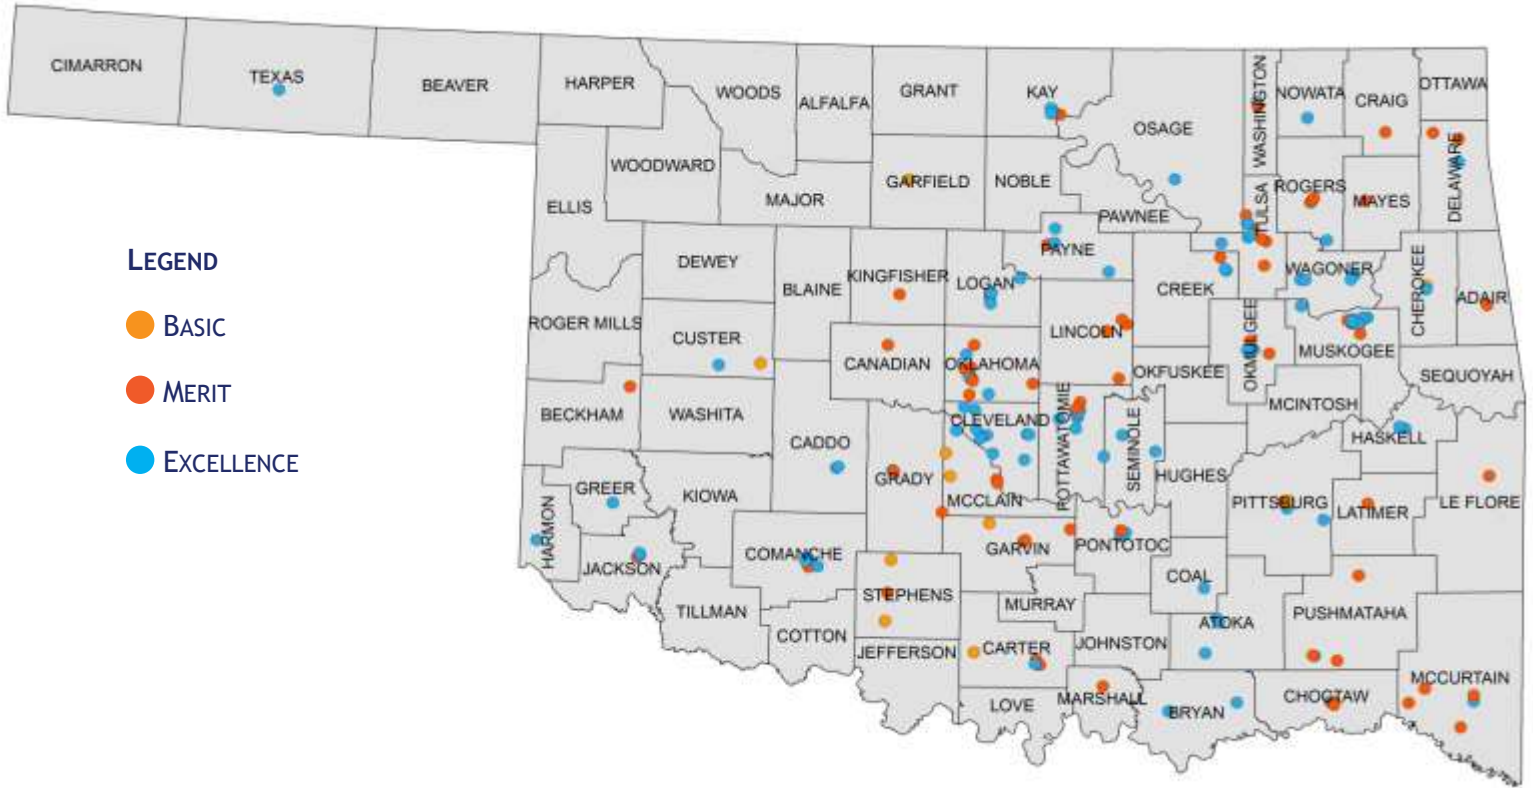 CIMARRON
TEXAS
BEAVER
HARPER
WOODS
ALFALFA
GRANT
KAY
OSAGE
WASHINGTON
NOWATA
CRAIG
OTTAWA
WOODWARD
ELLIS
MAJOR
GARFIELD
NOBLE
PAWNEE
TULSA
ROGERS
MAYES
DELAWARE
LEGEND
BASIC
MERIT
EXCELLENCE
DEWEY
BLAINE
KINGFISHER
LOGAN
PAYNE
CREEK
WAGONER
CHEROKEE
ADAIR
ROGER MILLS
CUSTER
CANADIAN
OKLAHOMA
LINCOLN
OKFUSKEE
OKMULGEE
MUSKOGEE
SEQUOYAH
BECKHAM
WASHITA
CADDO
GRADY
CLEVELAND
POTTAWATOMIE
SEMINOLE
HUGHES
MCINTOSH
HASKELL
GREER
KIOWA
MCCLAIN
PITTSBURG
LATIMER
LE FLORE
HARMON
JACKSON
COMANCHE
GARVIN
PONTOTOC
COAL
TILLMAN
COTTON
STEPHENS
MURRAY
JOHNSTON
ATOKA
PUSHMATAHA
JEFFERSON
CARTER
LOVE
MARSHALL
BRYAN
CHOCTAW
MCCURTAIN